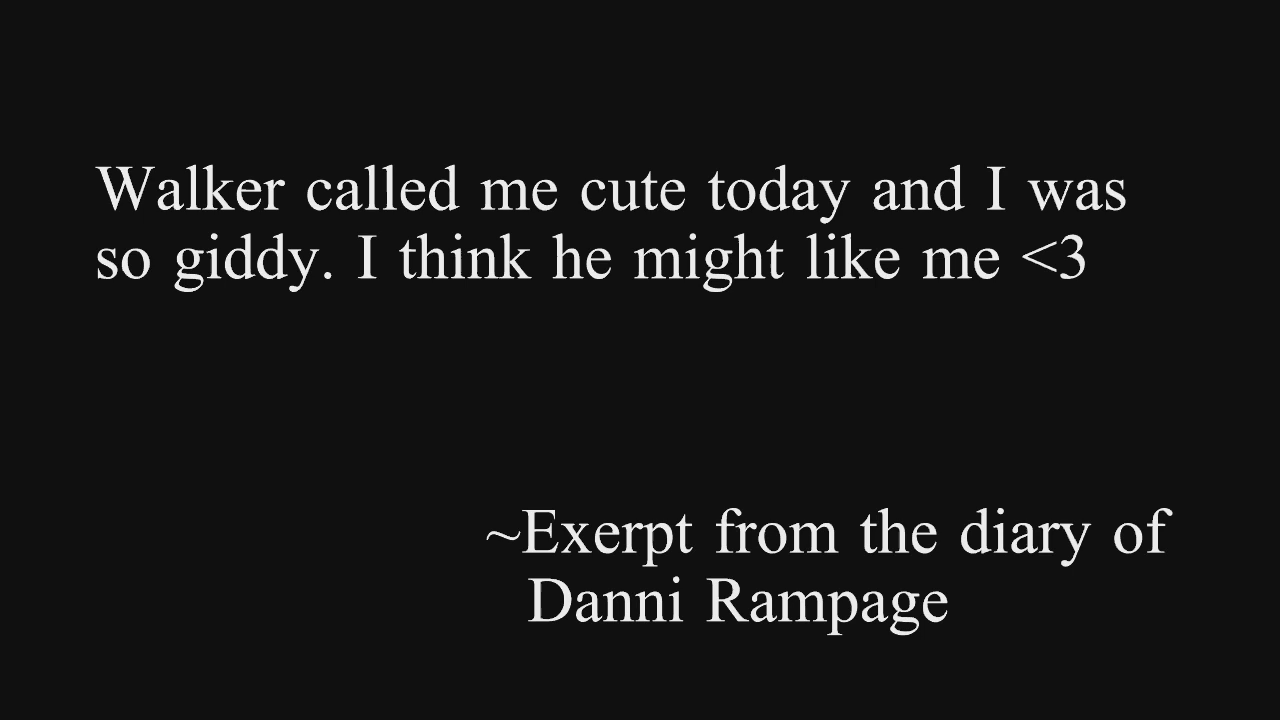 Walker called me cute today and I was
so giddy. I think he might like me <3
~Exerpt from the diary of
Danni Rampage